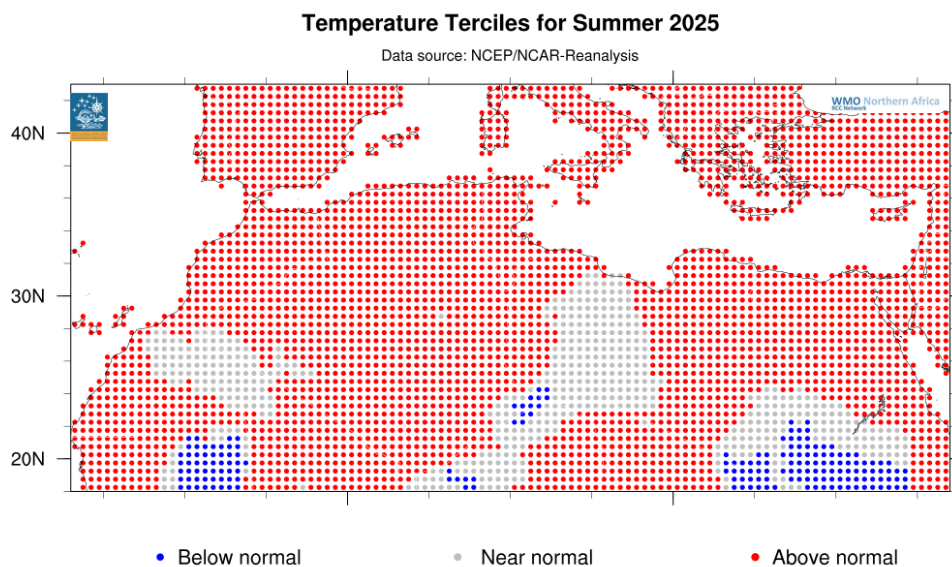 Temperature Terciles for Summer 2025
Data source: NCEP/NCAR-Reanalysis
WMO Northern Africa
RCC Network
40N
30N
20N
Below normal
Near normal
Above normal